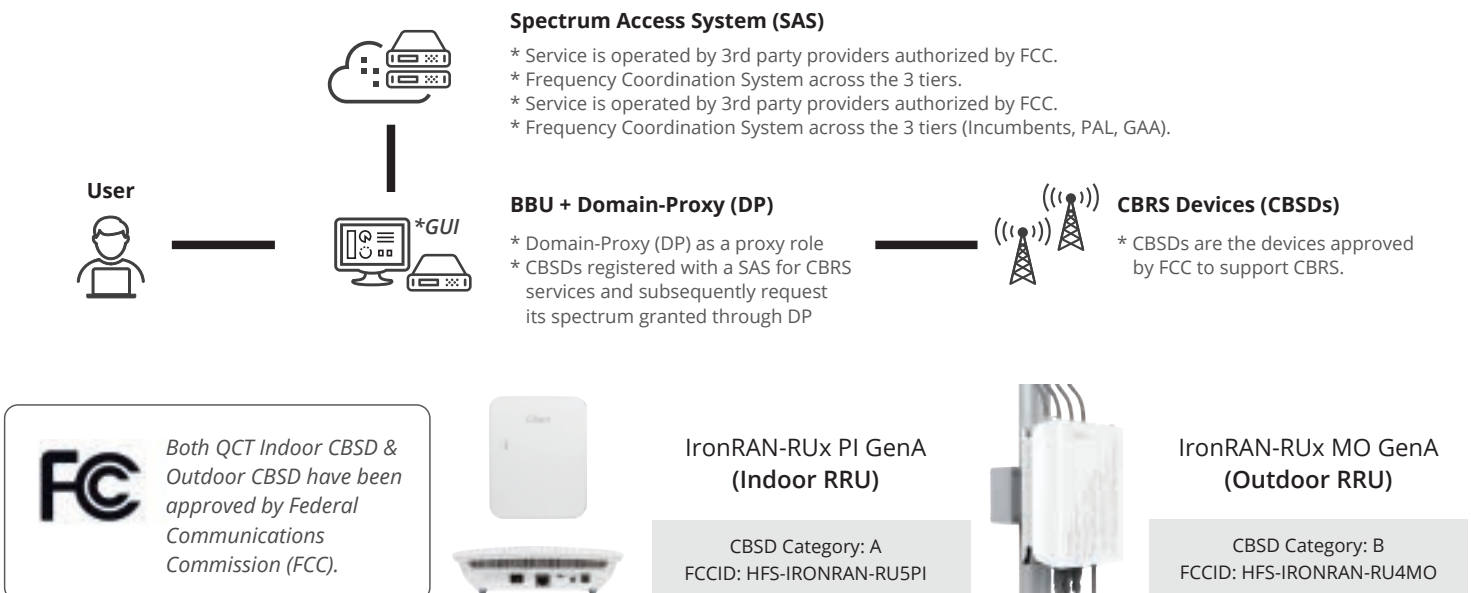 Spectrum Access System (SAS)
* Service is operated by 3rd party providers authorized by FCC.
* Frequency Coordination System across the 3 tiers.
* Service is operated by 3rd party providers authorized by FCC.
* Frequency Coordination System across the 3 tiers (Incumbents, PAL, GAA).
User
*GUI
BBU + Domain-Proxy (DP)
* Domain-Proxy (DP) as a proxy role
* CBSDs registered with a SAS for CBRS
services and subsequently request
its spectrum granted through DP
CBRS Devices (CBSDs)
* CBSDs are the devices approved
by FCC to support CBRS.
FC
Both QCT Indoor CBSD &
Outdoor CBSD have been
approved by Federal
Communications
Commission (FCC).
IronRAN-RUx PI GenA
(Indoor RRU)
CBSD Category: A
FCCID: HFS-IRONRAN-RU5PI
IronRAN-RUx MO GenA
(Outdoor RRU)
CBSD Category: B
FCCID: HFS-IRONRAN-RU4MO